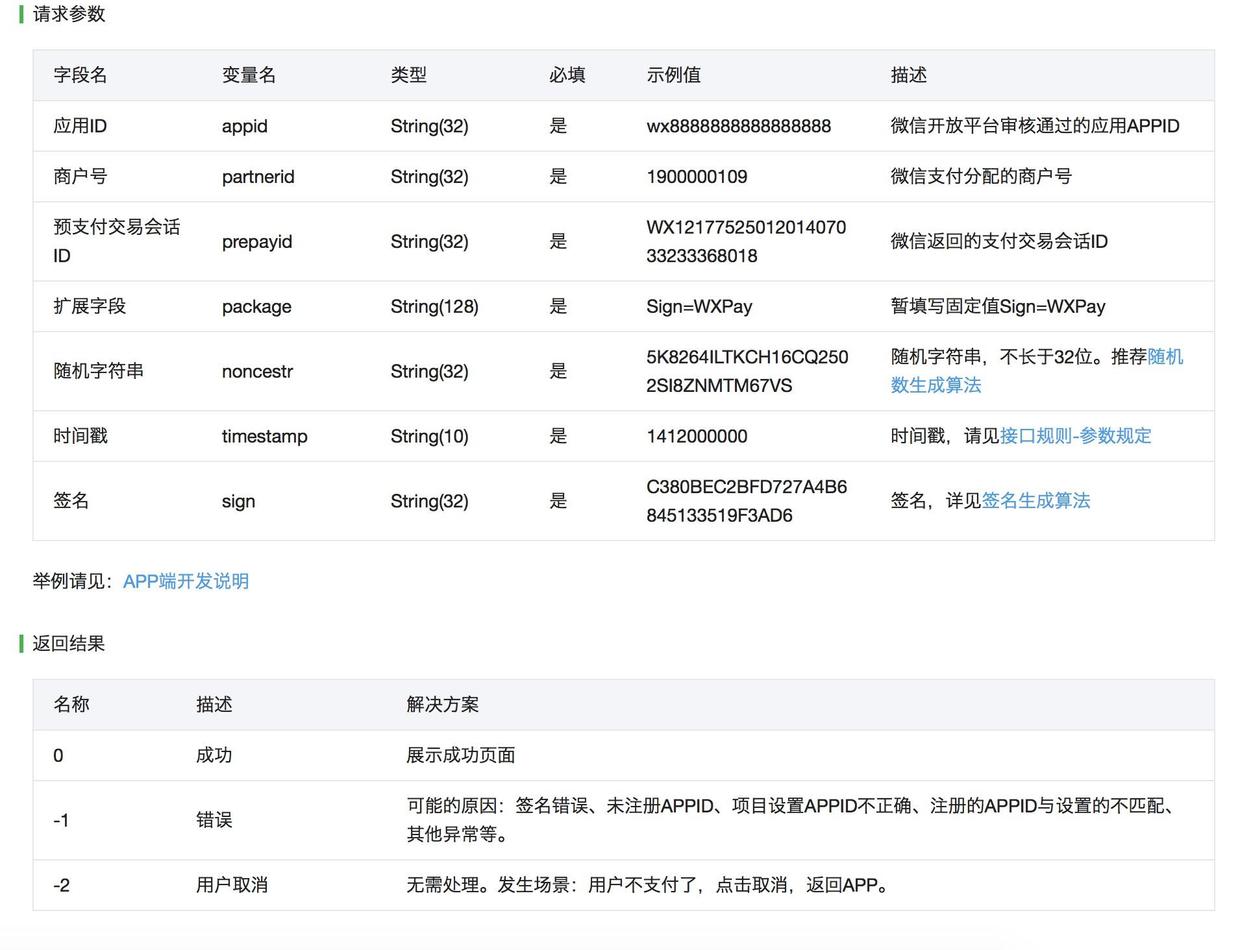 请求参数
字段名 变量名 类型 必填 示例值 描述
应用ID appid String(32) 是 wx8888888888888888 微信开放平台审核通过的应用APPID
商户号 partnerid String(32) 是 1900000109 微信支付分配的商户号
预支付交易会话
ID
prepayid String(32) 是
WX12177525012014070
33233368018
微信返回的支付交易会话ID
扩展字段 package String(128) 是 Sign=WXPay 暂填写固定值Sign=WXPay
随机字符串 noncestr String(32) 是
5K8264ILTKCH16CQ250
2SI8ZNMTM67VS
随机字符串，不长于32位。推荐随机
数生成算法
时间戳 timestamp String(10) 是 1412000000 时间戳，请见接口规则-参数规定
签名 sign String(32) 是
C380BEC2BFD727A4B6
845133519F3AD6
签名，详见签名生成算法
举例请见：APP端开发说明
返回结果
名称 描述 解决方案
0 成功 展示成功页面
-1 错误
可能的原因：签名错误、未注册APPID、项目设置APPID不正确、注册的APPID与设置的不匹配、
其他异常等。
-2 用户取消 无需处理。发生场景：用户不支付了，点击取消，返回APP。